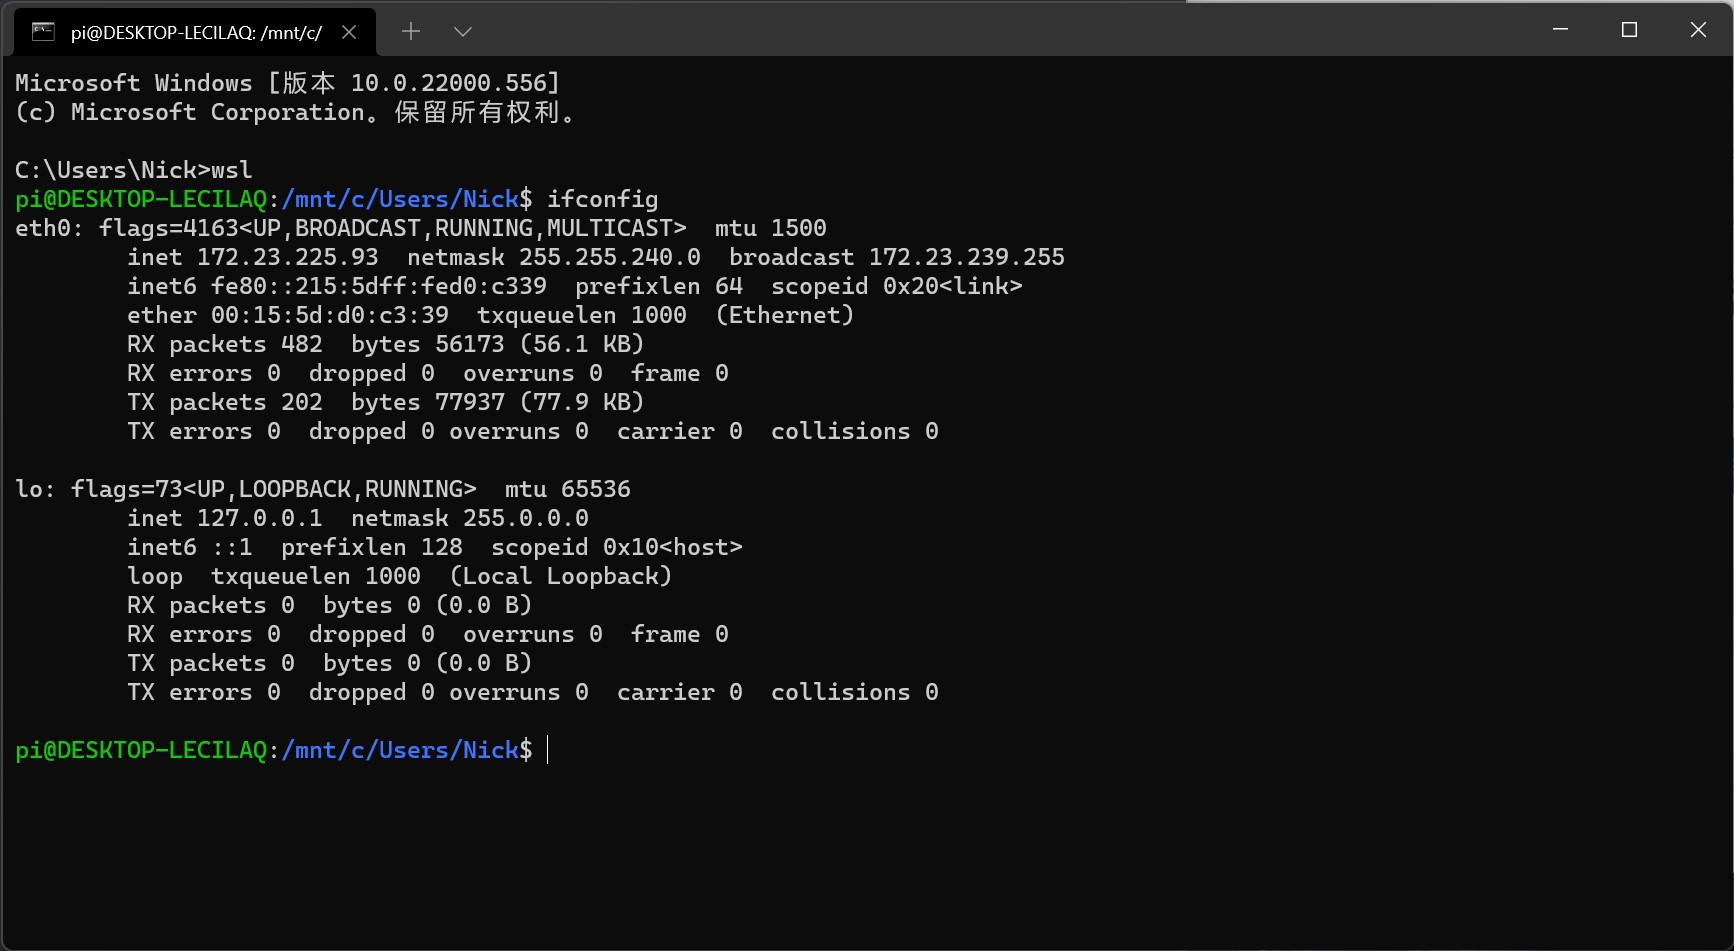 pi@DESKTOP-LECILAQ: /mnt/c/
Microsoft Windows [版本 10.0.22000.556]
(c) Microsoft Corporation。保留所有权利。
C:\Users\Nick>wsl
pi@DESKTOP-LECILAQ:/mnt/c/Users/Nick$ ifconfig
eth0: flags=4163<UP,BROADCAST,RUNNING,MULTICAST>  mtu 1500
        inet 172.23.225.93  netmask 255.255.240.0  broadcast 172.23.239.255
        inet6 fe80::215:5dff:fed0:c339  prefixlen 64  scopeid 0x20<link>
        ether 00:15:5d:d0:c3:39  txqueuelen 1000  (Ethernet)
        RX packets 482  bytes 56173 (56.1 KB)
        RX errors 0  dropped 0  overruns 0  frame 0
        TX packets 202  bytes 77937 (77.9 KB)
        TX errors 0  dropped 0 overruns 0  carrier 0  collisions 0
lo: flags=73<UP,LOOPBACK,RUNNING>  mtu 65536
        inet 127.0.0.1  netmask 255.0.0.0
        inet6 ::1  prefixlen 128  scopeid 0x10<host>
        loop  txqueuelen 1000  (Local Loopback)
        RX packets 0  bytes 0 (0.0 B)
        RX errors 0  dropped 0  overruns 0  frame 0
        TX packets 0  bytes 0 (0.0 B)
        TX errors 0  dropped 0 overruns 0  carrier 0  collisions 0
pi@DESKTOP-LECILAQ:/mnt/c/Users/Nick$